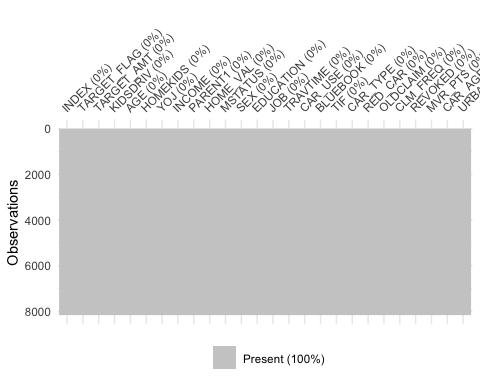 INDEX (0%)
TARGET_FLAG (0%)
TARGET_AMT (0%)
KIDSDRIV (0%)
AGE (0%)
HOMEKIDS (0%)
YOJ (0%)
INCOME (0%)
PARENT1 (0%)
HOME_VAL (0%)
MSTATUS (0%)
SEX (0%)
EDUCATION (0%)
JOB (0%)
TRAVTIME (0%)
CAR_USE (0%)
BLUEBOOK (0%)
TIF (0%)
CAR_TYPE (0%)
RED_CAR (0%)
OLDCLAIM (0%)
CLM_FREQ (0%)
REVOKED (0%)
MVR_PTS (0%
CAR_AGE
URBA
0
2000
4000
6000
8000
Observations
Present (100%)